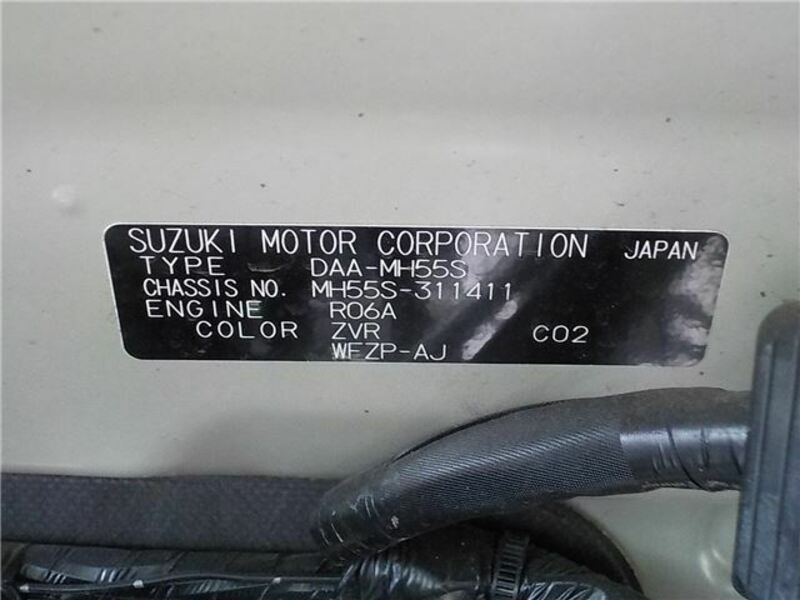 SUZUKI MOTOR CORPORATION JAPAN
TYPE DAA-MH55S
CHASSIS NO. MH55S-311411
ENGINE R06A
COLOR ZVR C02
WFZP-AJ